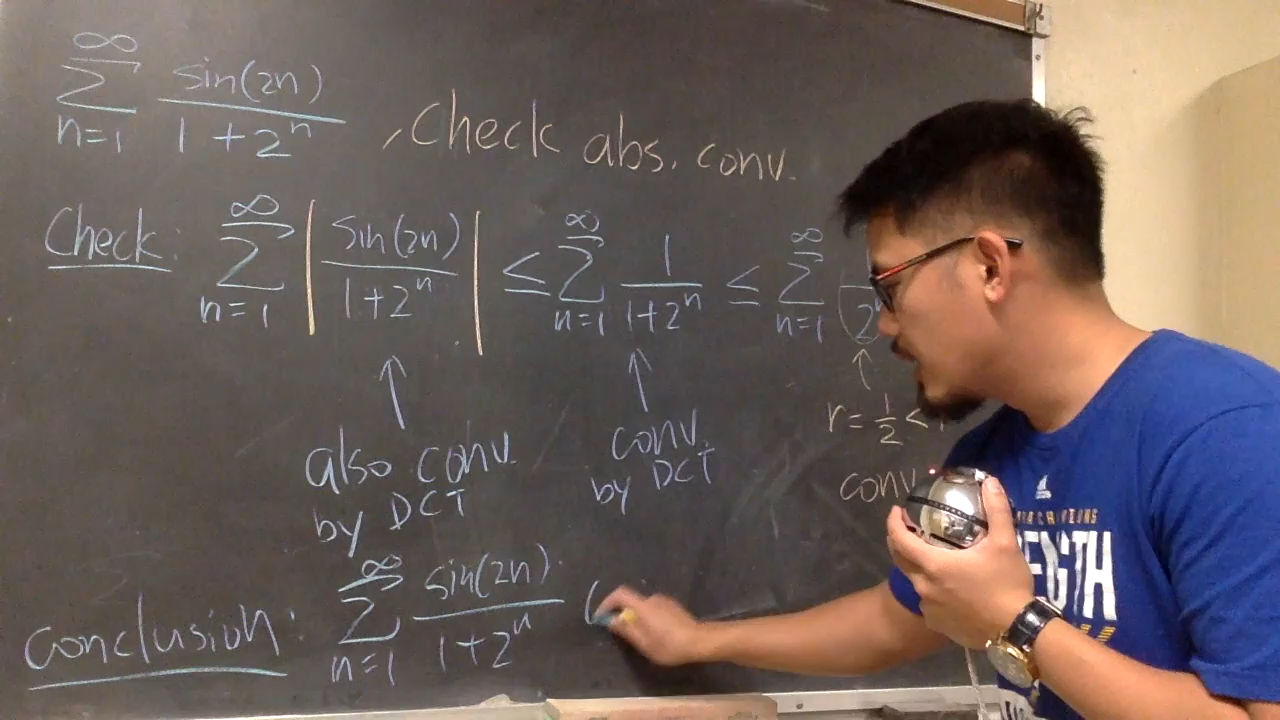 ∑_{n=1}^{∞} sin(2n)/(1+2^n) , Check abs. conv.
Check: ∑_{n=1}^{∞} |sin(2n)/(1+2^n)| ≤ ∑_{n=1}^{∞} 1/(1+2^n) ≤ ∑_{n=1}^{∞} 2^n
↑ ↑ ↑
also conv. conv. r = 1/2 <
by DCT by DCT conv
Conclusion: ∑_{n=1}^{∞} sin(2n)/(1+2^n) (